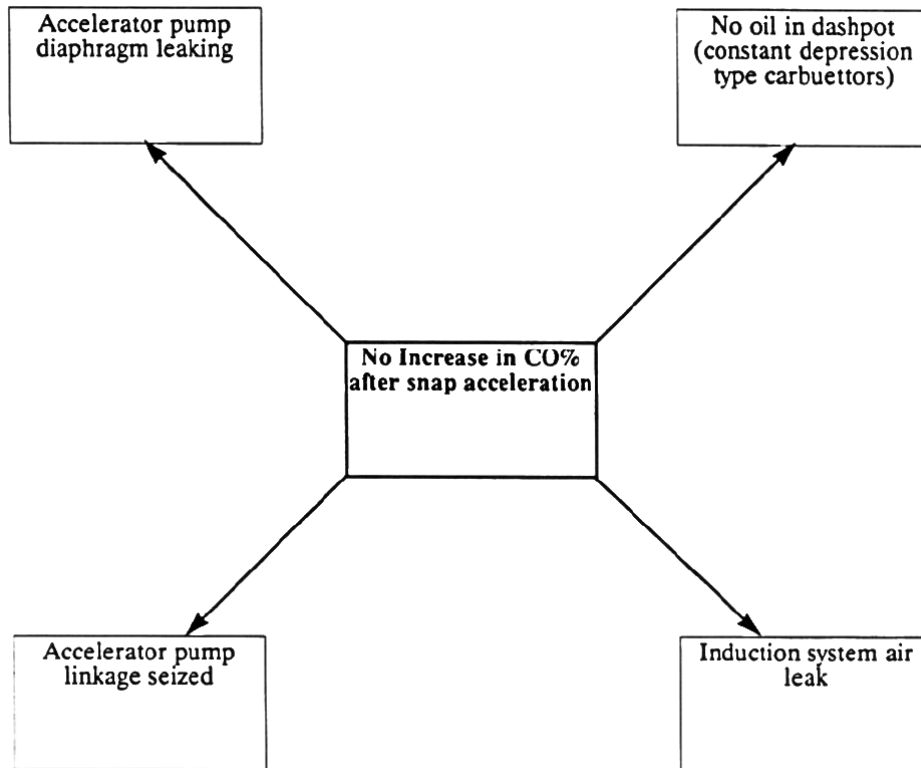 Accelerator pump
diaphragm leaking
No oil in dashpot
(constant depression
type carbuettors)
No Increase in CO%
after snap acceleration
Accelerator pump
linkage seized
Induction system air
leak